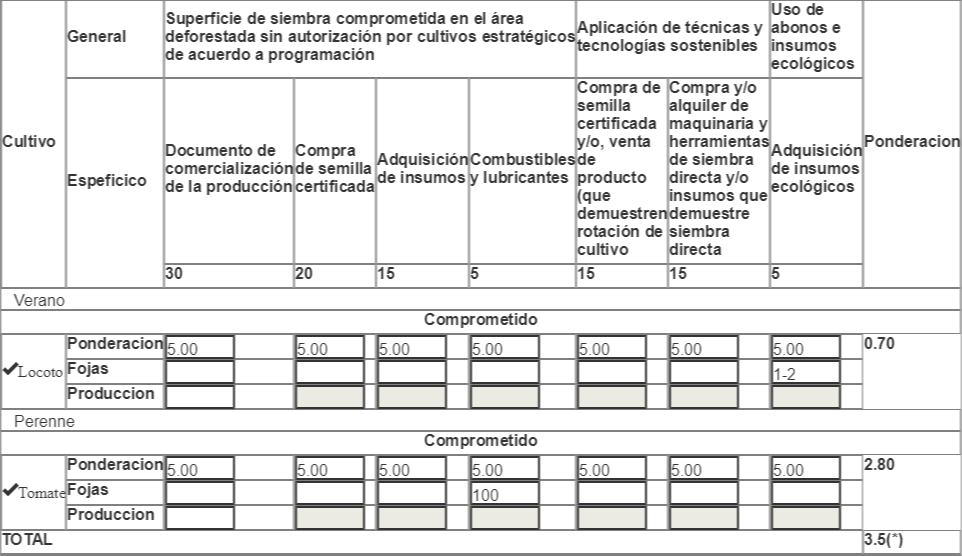 Cultivo
General
Superficie de siembra comprometida en el área
deforestada sin autorización por cultivos estratégicos
de acuerdo a programación
Aplicación de técnicas y
tecnologías sostenibles
Uso de
abonos e
insumos
ecológicos
Ponderacion
Espeficico
Documento de
comercialización
de la producción
Compra
de semilla
certificada
Adquisición
de insumos
Combustibles
y lubricantes
Compra de
semilla
certificada
y/o, venta
de
producto
(que
demuestren
rotación de
cultivo
Compra y/o
alquiler de
maquinaria y
herramientas
de siembra
directa y/o
insumos que
demuestre
siembra
directa
Adquisición
de insumos
ecológicos
30 20 15 5 15 15 5
Verano
Comprometido
Locoto
Ponderacion 5.00 5.00 5.00 5.00 5.00 5.00 5.00 0.70
Fojas 1-2
Produccion
Perenne
Comprometido
Tomate
Ponderacion 5.00 5.00 5.00 5.00 5.00 5.00 5.00 2.80
Fojas 100
Produccion
TOTAL 3.5(*)